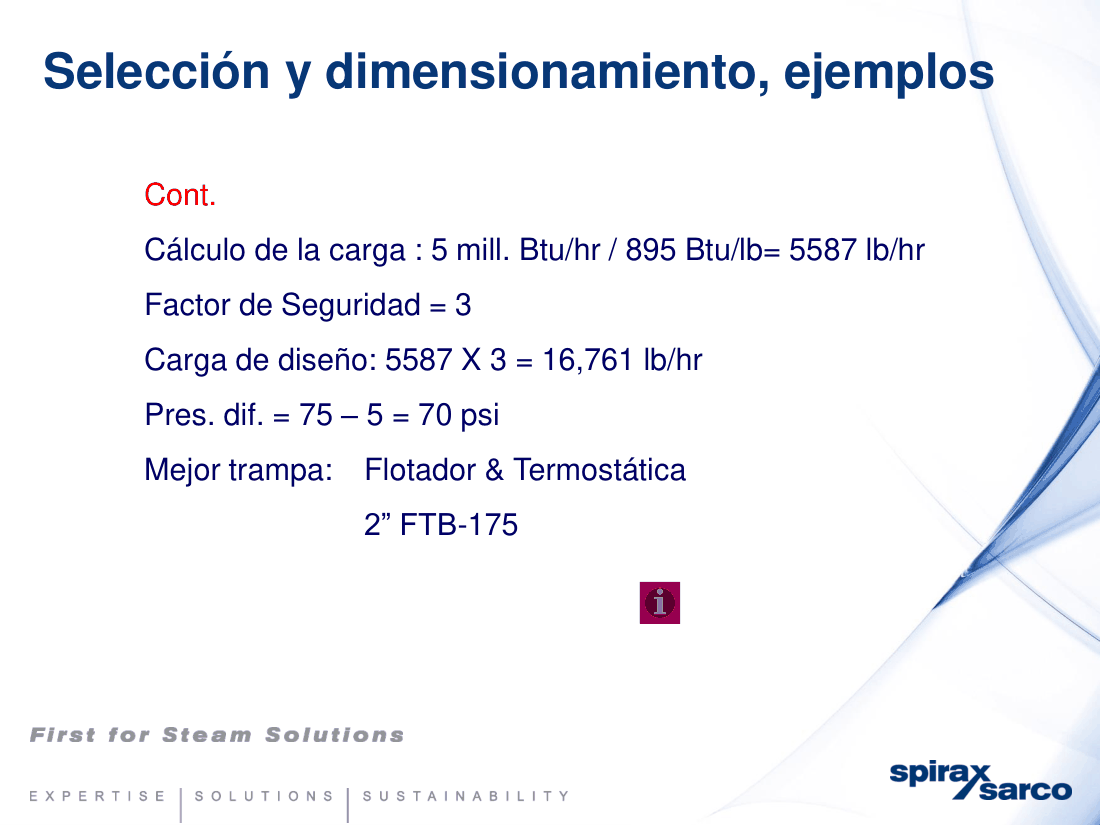 Selección y dimensionamiento, ejemplos
Cont.
Cálculo de la carga : 5 mill. Btu/hr / 895 Btu/lb= 5587 lb/hr
Factor de Seguridad = 3
Carga de diseño: 5587 X 3 = 16,761 lb/hr
Pres. dif. = 75 – 5 = 70 psi
Mejor trampa: Flotador & Termostática
2” FTB-175
i
First for Steam Solutions
EXPERTISE SOLUTIONS SUSTAINABILITY
spirax
sarco